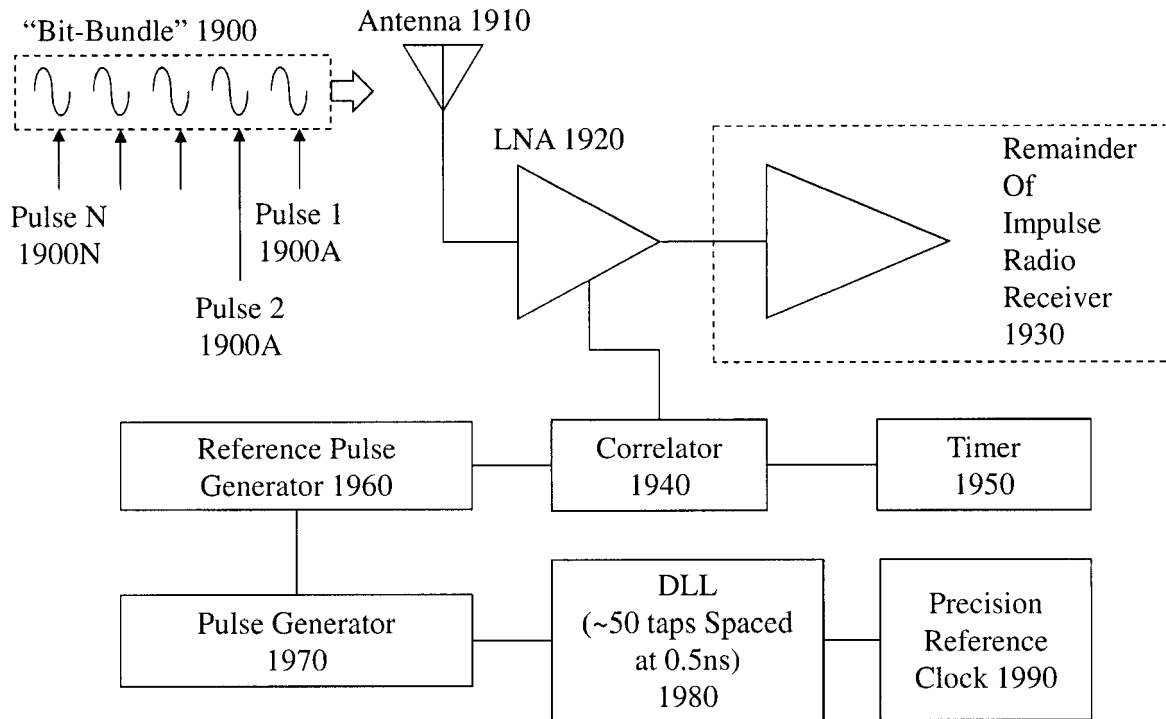 “Bit-Bundle” 1900
Antenna 1910
LNA 1920
Remainder
Of
Impulse
Radio
Receiver
1930
Pulse N
1900N
Pulse 1
1900A
Pulse 2
1900A
Reference Pulse
Generator 1960
Correlator
1940
Timer
1950
Pulse Generator
1970
DLL
(~50 taps Spaced
at 0.5ns)
1980
Precision
Reference
Clock 1990